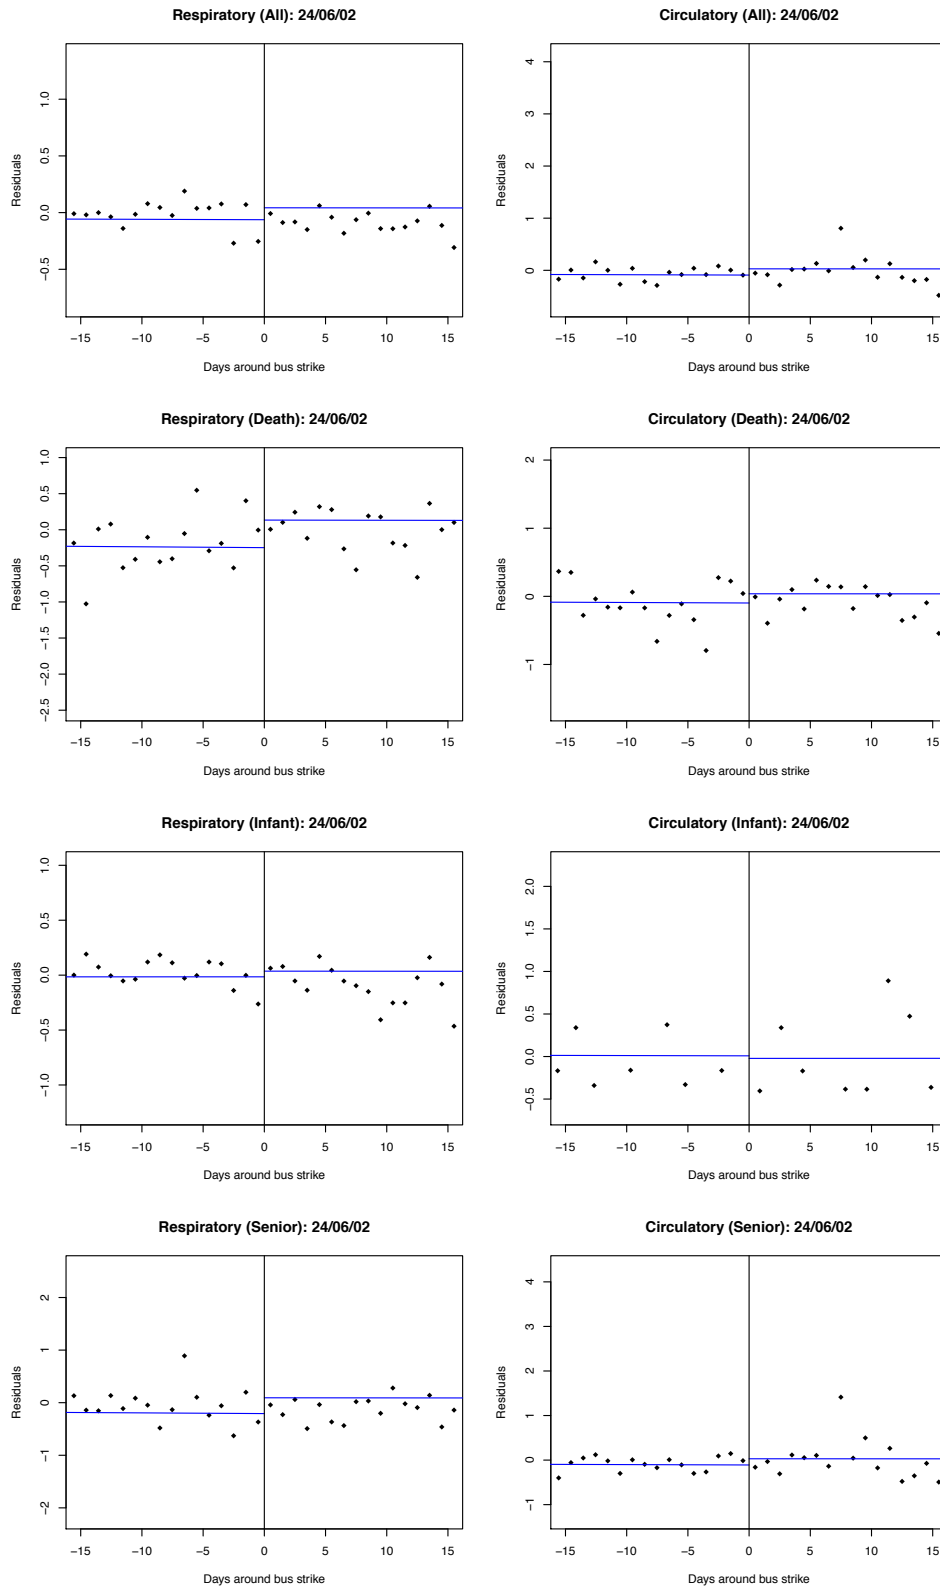 Respiratory (All): 24/06/02
Residuals
1.0
0.5
0.0
−0.5
−15 −10 −5 0 5 10 15
Days around bus strike
Circulatory (All): 24/06/02
Residuals
4
3
2
1
0
−15 −10 −5 0 5 10 15
Days around bus strike
Respiratory (Death): 24/06/02
Residuals
1.0
0.5
0.0
−0.5
−1.0
−1.5
−2.0
−2.5
−15 −10 −5 0 5 10 15
Days around bus strike
Circulatory (Death): 24/06/02
Residuals
2
1
0
−1
−15 −10 −5 0 5 10 15
Days around bus strike
Respiratory (Infant): 24/06/02
Residuals
1.0
0.5
0.0
−0.5
−1.0
−15 −10 −5 0 5 10 15
Days around bus strike
Circulatory (Infant): 24/06/02
Residuals
2.0
1.5
1.0
0.5
0.0
−0.5
−15 −10 −5 0 5 10 15
Days around bus strike
Respiratory (Senior): 24/06/02
Residuals
2
1
0
−1
−2
−15 −10 −5 0 5 10 15
Days around bus strike
Circulatory (Senior): 24/06/02
Residuals
4
3
2
1
0
−1
−15 −10 −5 0 5 10 15
Days around bus strike